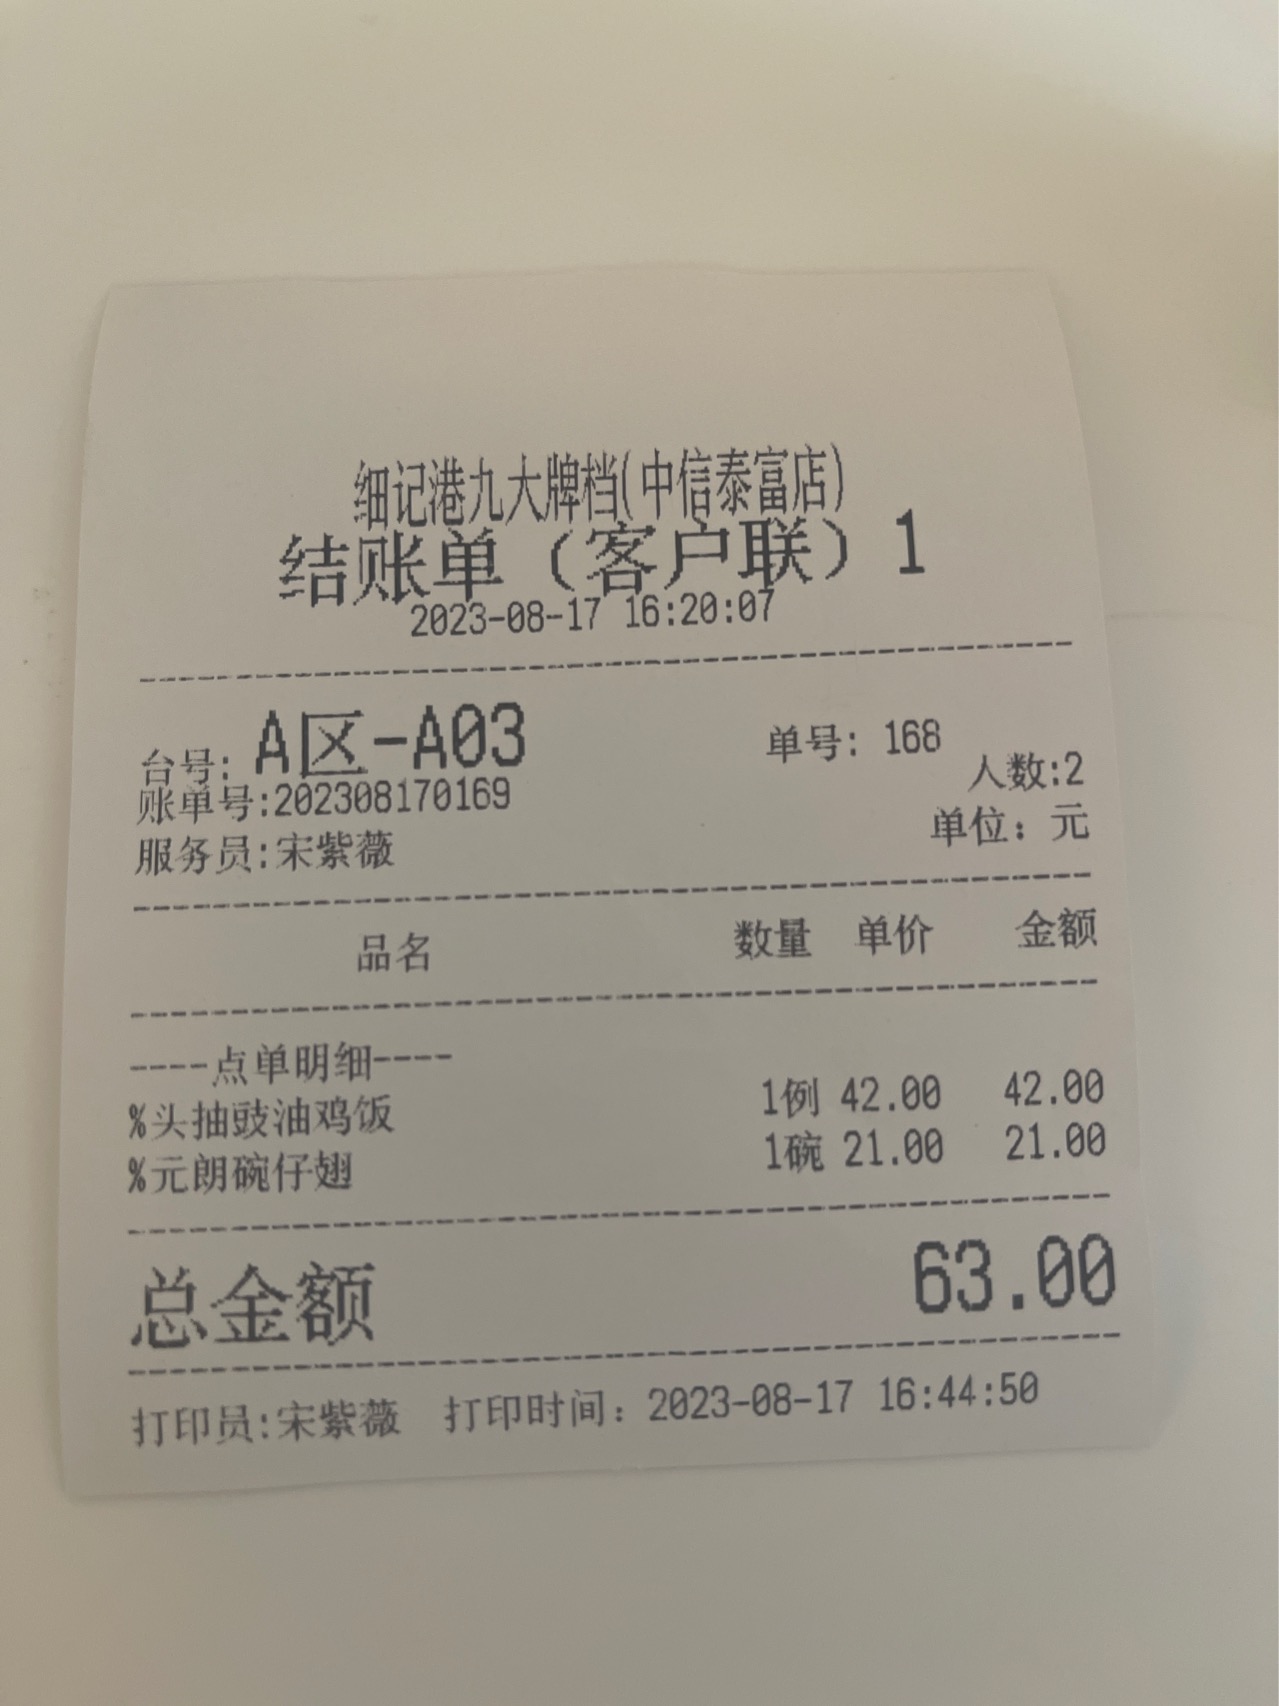 细记港九大牌档(中信泰富店)
结账单（客户联）1
2023-08-17 16:20:07
台号: A区-A03 单号: 168
人数:2
账单号:202308170169
服务员:宋紫薇 单位: 元
品名 数量 单价 金额
----点单明细----
%头抽豉油鸡饭 1例 42.00 42.00
%元朗碗仔翅 1碗 21.00 21.00
总金额 63.00
打印员:宋紫薇 打印时间: 2023-08-17 16:44:50